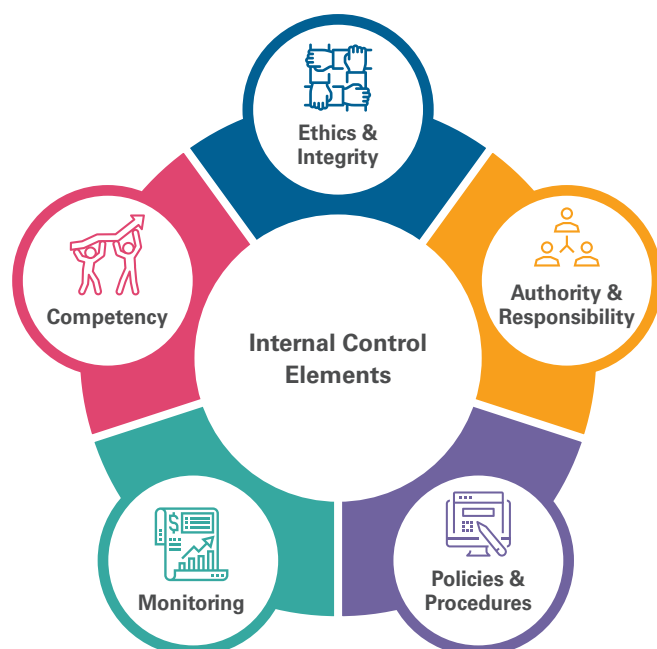 Ethics &
Integrity
Authority &
Responsibility
Policies &
Procedures
Monitoring
$
Competency
Internal Control
Elements